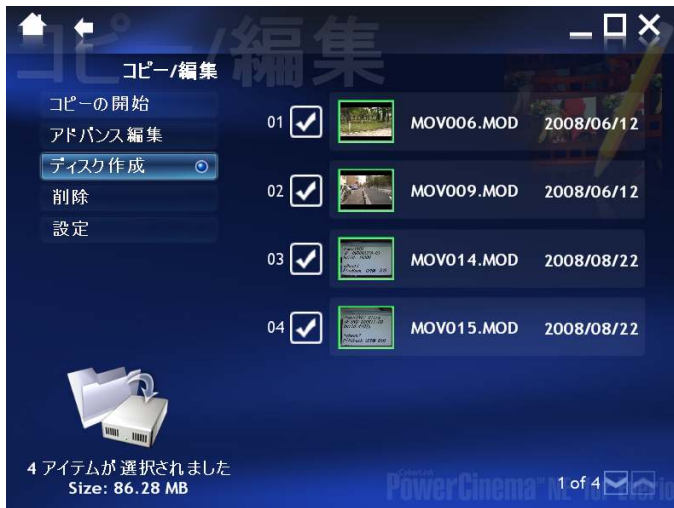 コピー/編集
コピー/編集
コピーの開始
アドバンス編集
ディスク作成
削除
設定
01 MOV006.MOD 2008/06/12
02 MOV009.MOD 2008/06/12
03 MOV014.MOD 2008/08/22
04 MOV015.MOD 2008/08/22
4 アイテムが選択されました
Size: 86.28 MB
CyberLink
PowerCinema NE for Everio
1 of 4